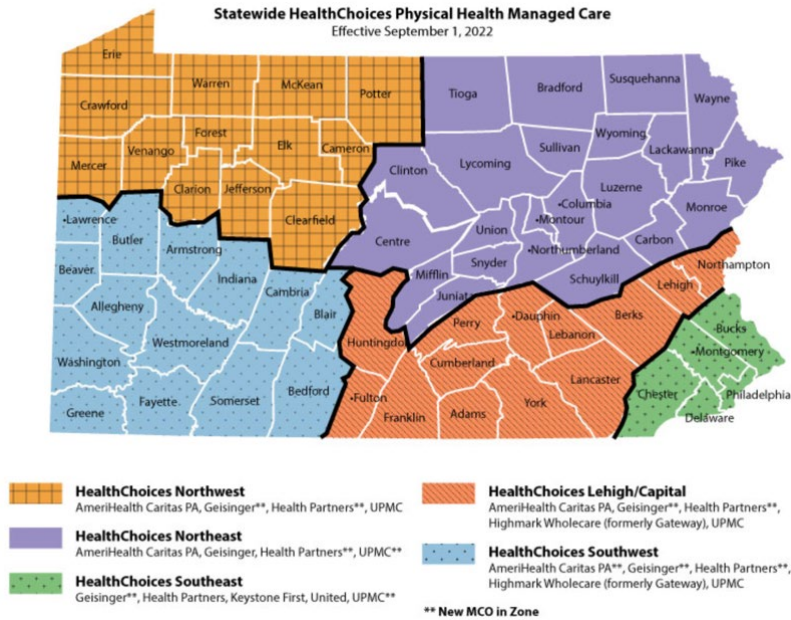 Statewide HealthChoices Physical Health Managed Care
Effective September 1, 2022
Erie
Warren
McKean
Potter
Crawford
Tioga
Bradford
Susquehanna
Wayne
Forest
Venango
Elk
Cameron
Mercer
Clarion
Jefferson
Clearfield
Wyoming
Sullivan
Lackawanna
Pike
Clinton
Lycoming
Luzerne
•Columbia
•Montour
Monroe
Centre
Union
•Northumberland
Carbon
Snyder
Mifflin
Schuylkill
Juniat
•Lawrence
Butler
Armstrong
Beaver
Indiana
Cambria
Allegheny
Blair
Westmoreland
Washington
Bedford
Fayette
Somerset
Greene
Northampton
Lehigh
Huntingdo
Perry
•Dauphin
Berks
Lebanon
Cumberland
Lancaster
•Fulton
Franklin
Adams
York
•Bucks
•Montgomery
Chester
Philadelphia
Delaware
HealthChoices Northwest
AmeriHealth Caritas PA, Geisinger**, Health Partners**, UPMC
HealthChoices Northeast
AmeriHealth Caritas PA, Geisinger, Health Partners**, UPMC**
HealthChoices Southeast
Geisinger**, Health Partners, Keystone First, United, UPMC**
HealthChoices Lehigh/Capital
AmeriHealth Caritas PA, Geisinger**, Health Partners**,
Highmark Wholecare (formerly Gateway), UPMC
HealthChoices Southwest
AmeriHealth Caritas PA**, Geisinger**, Health Partners**,
Highmark Wholecare (formerly Gateway), UPMC
** New MCO in Zone